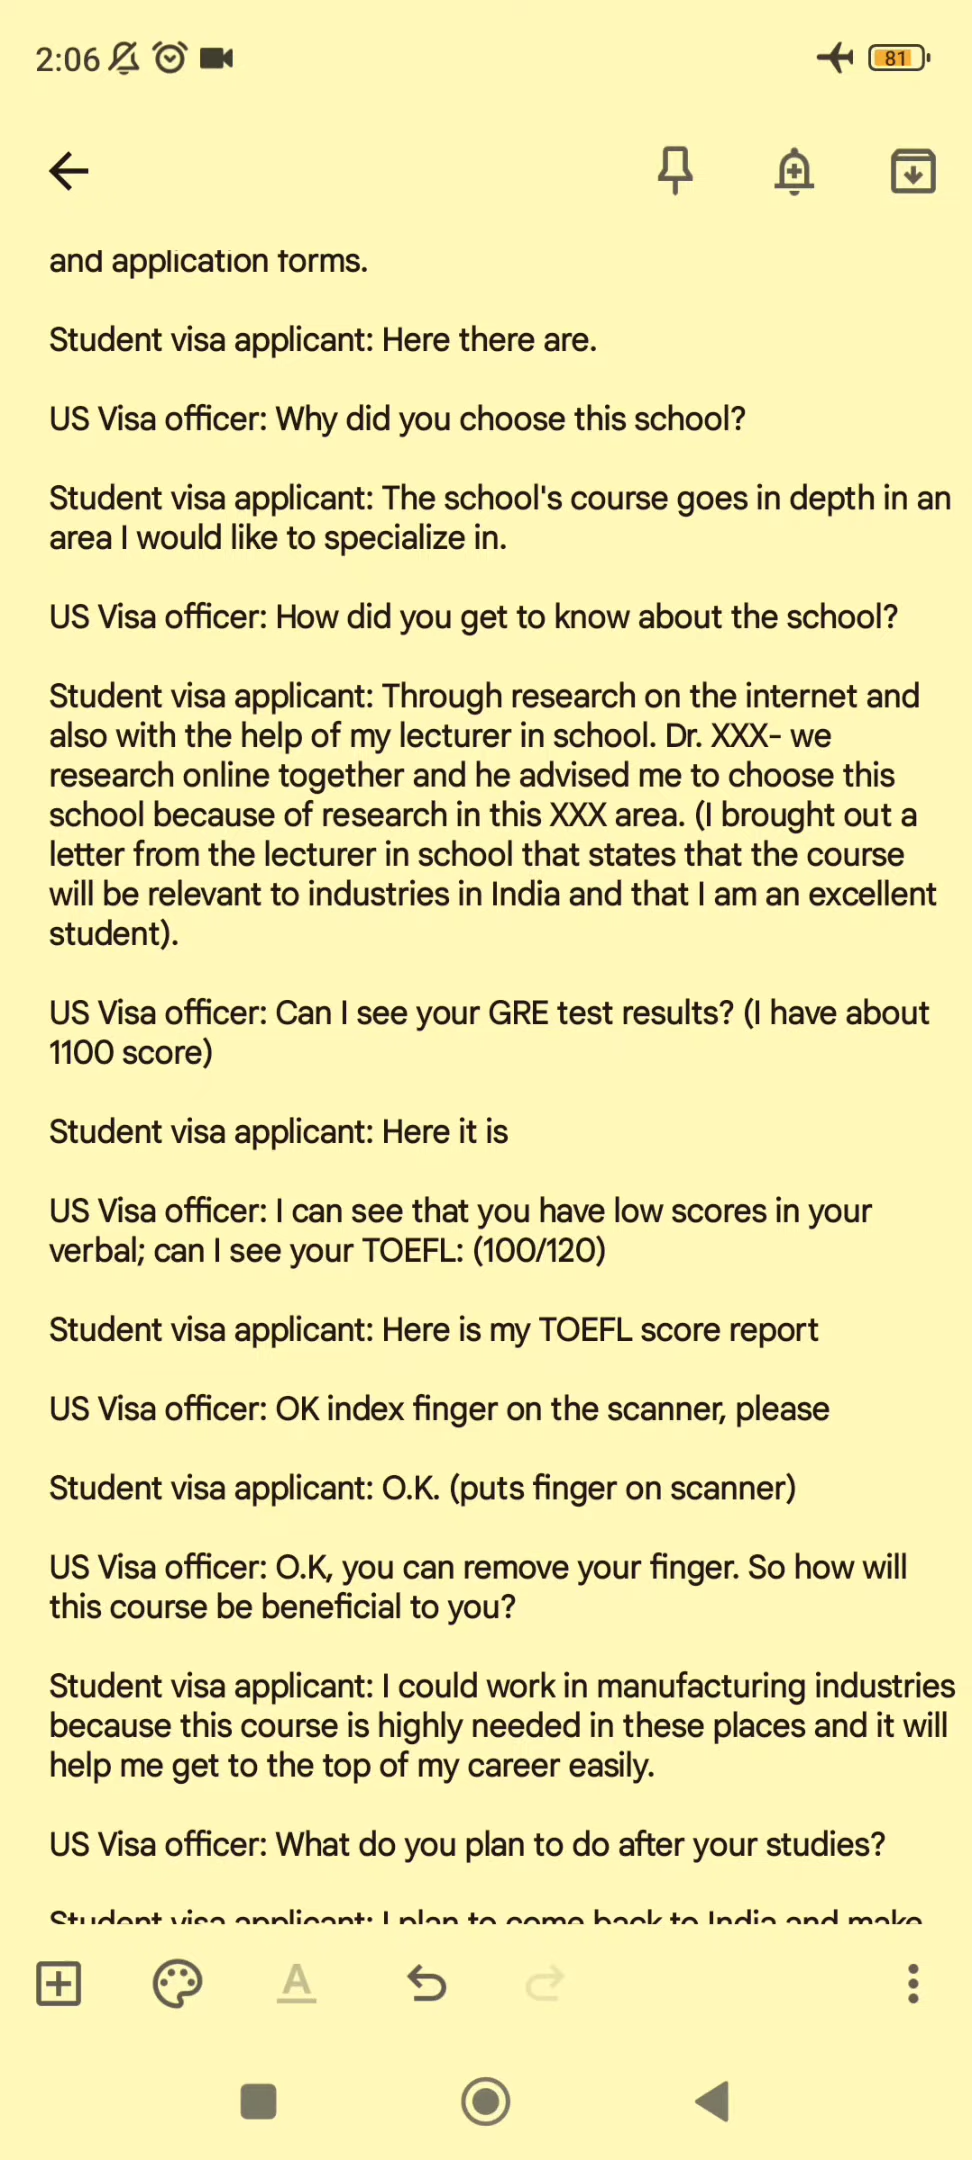 2:06
81
and application forms.
Student visa applicant: Here there are.
US Visa officer: Why did you choose this school?
Student visa applicant: The school's course goes in depth in an
area I would like to specialize in.
US Visa officer: How did you get to know about the school?
Student visa applicant: Through research on the internet and
also with the help of my lecturer in school. Dr. XXX- we
research online together and he advised me to choose this
school because of research in this XXX area. (I brought out a
letter from the lecturer in school that states that the course
will be relevant to industries in India and that I am an excellent
student).
US Visa officer: Can I see your GRE test results? (I have about
1100 score)
Student visa applicant: Here it is
US Visa officer: I can see that you have low scores in your
verbal; can I see your TOEFL: (100/120)
Student visa applicant: Here is my TOEFL score report
US Visa officer: OK index finger on the scanner, please
Student visa applicant: O.K. (puts finger on scanner)
US Visa officer: O.K, you can remove your finger. So how will
this course be beneficial to you?
Student visa applicant: I could work in manufacturing industries
because this course is highly needed in these places and it will
help me get to the top of my career easily.
US Visa officer: What do you plan to do after your studies?
Student visa applicant: I plan to come back to India and make
A